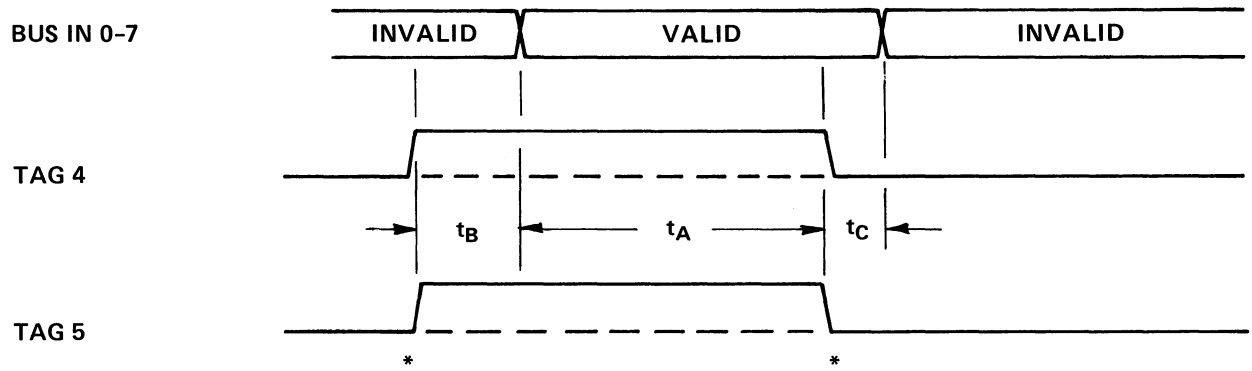 BUS IN 0–7 INVALID VALID INVALID
TAG 4
tB tA tC
TAG 5
* *